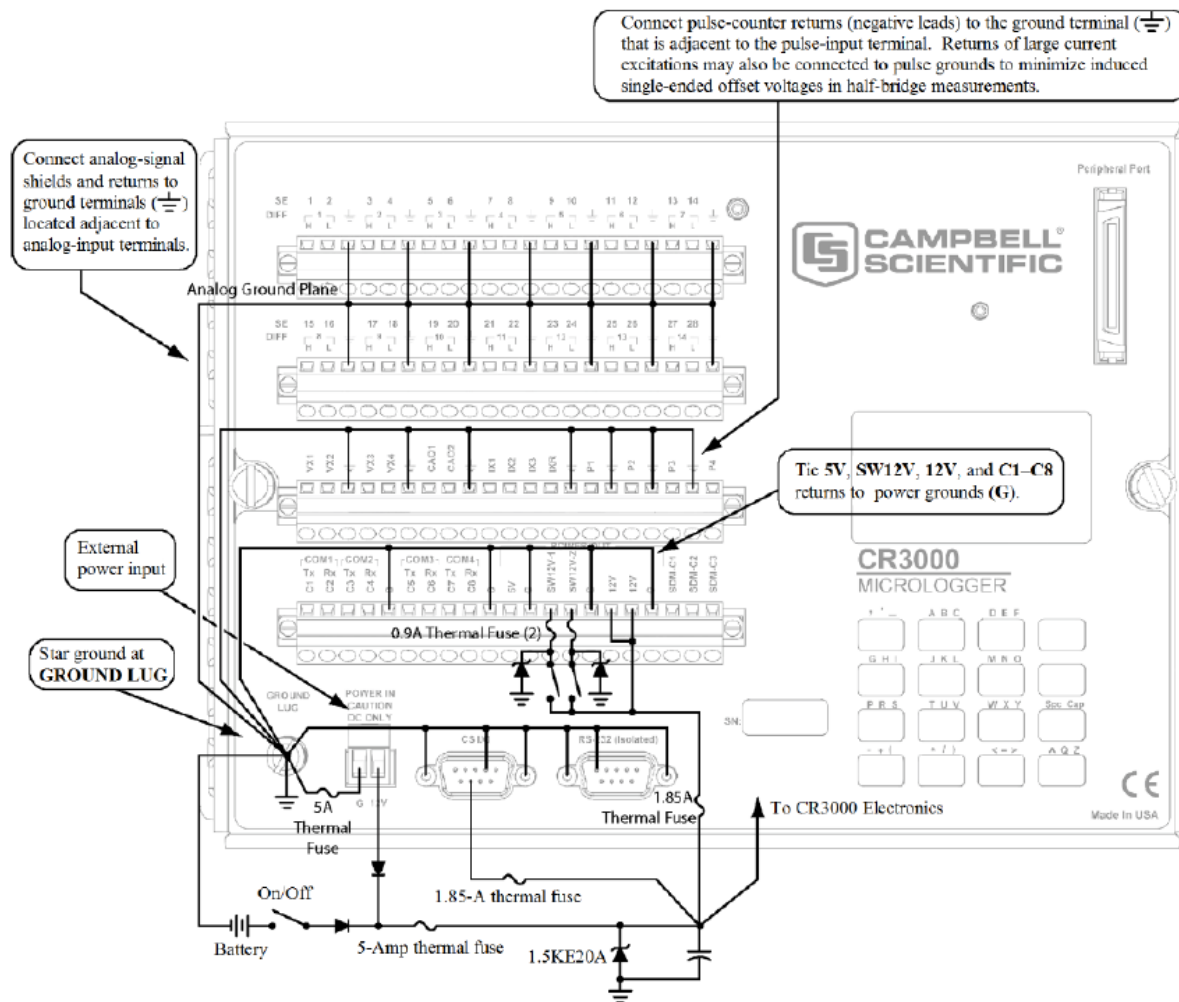 Connect pulse-counter returns (negative leads) to the ground terminal (⏚)
that is adjacent to the pulse-input terminal. Returns of large current
excitations may also be connected to pulse grounds to minimize induced
single-ended offset voltages in half-bridge measurements.
Connect analog-signal
shields and returns to
ground terminals (⏚)
located adjacent to
analog-input terminals.
Peripheral Port
SE 1 2 3 4 5 6 7 8 9 10 11 12 13 14
DIFF 1 2 3 4 5 6 7
H L H L H L H L H L H L H L
CAMPBELL®
SCIENTIFIC
Analog Ground Plane
SE 15 16 17 18 19 20 21 22 23 24 25 26 27 28
DIFF 8 9 10 11 12 13 14
H L H L H L H L H L H L H L
VX1 VX2 VX3 VX4 CAO1 CAO2 IX1 IX2 IX3 IXR P1 P2 P3 P4
Tie 5V, SW12V, 12V, and C1–C8
returns to power grounds (G).
External
power input
POWER OUT
COM1 COM2 COM3 COM4
Tx Rx Tx Rx Tx Rx Tx Rx
C1 C2 C3 C4 G C5 C6 C7 C8 G 5V G SW12V-1 SW12V-2 G 12V 12V G SDM-C1 SDM-C2 SDM-C3
CR3000
MICROLOGGER
0.9A Thermal Fuse (2)
Star ground at
GROUND LUG
GROUND
LUG
POWER IN
CAUTION
DC ONLY
CS I/O
RS-232 (Isolated)
SN:
A B C
D E F
G H I
J K L
M N O
P R S
T U V
W X Y
Spc Cap
- + (
* / )
< = >
^ Q Z
G 12V
5A
Thermal
Fuse
1.85A
Thermal Fuse
To CR3000 Electronics
CE
Made in USA
1.85-A thermal fuse
On/Off
Battery
5-Amp thermal fuse
1.5KE20A